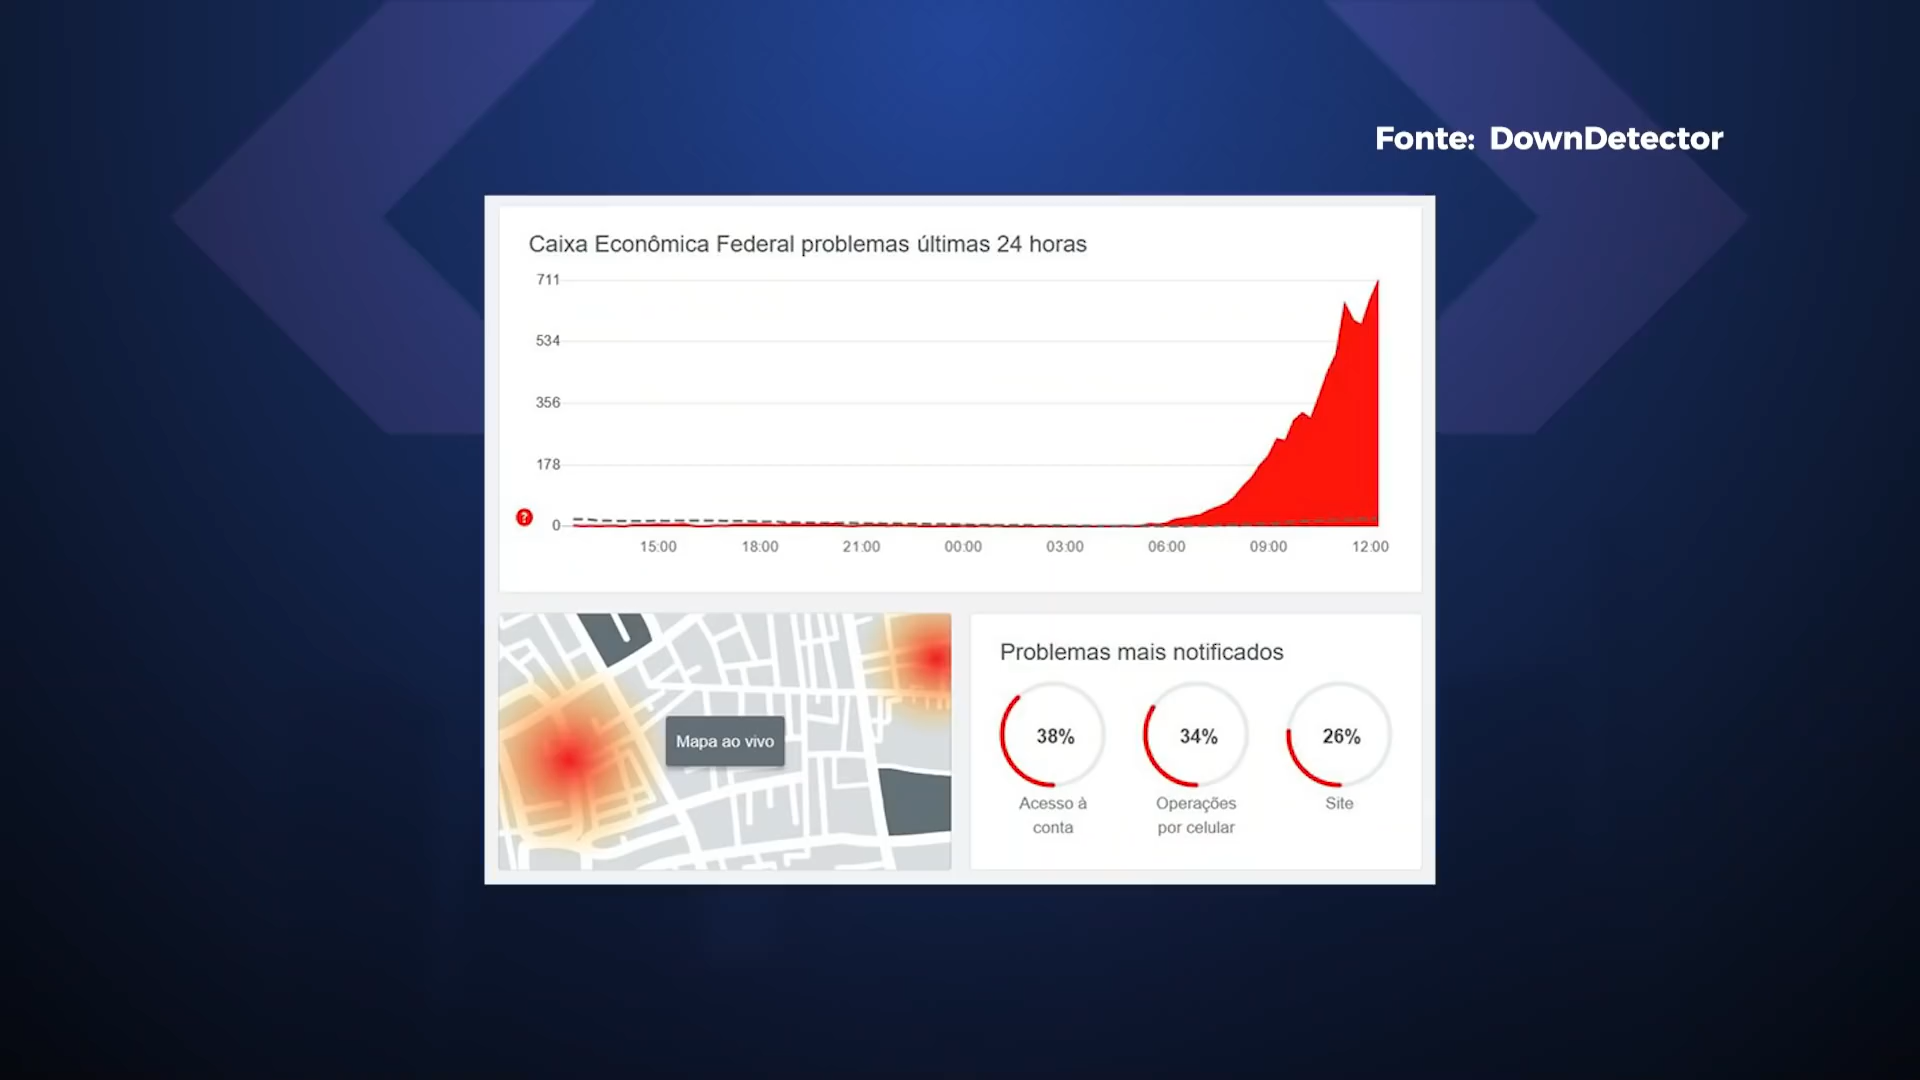 Fonte: DownDetector
Caixa Econômica Federal problemas últimas 24 horas
711
534
356
178
?
0
15:00 18:00 21:00 00:00 03:00 06:00 09:00 12:00
Mapa ao vivo
Problemas mais notificados
38% 34% 26%
Acesso à conta
Operações por celular
Site